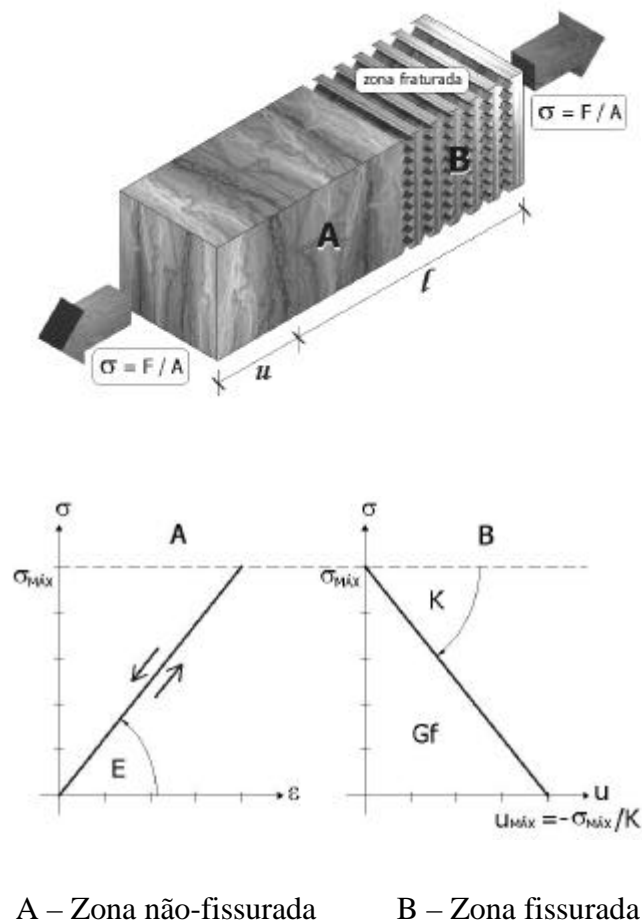 zona fraturada
σ = F / A
B
A
l
σ = F / A
u
σ
A
σMÁX
E
ε
σ
B
σMÁX
K
Gf
u
uMÁX =-σMÁX/K
A – Zona não-fissurada
B – Zona fissurada